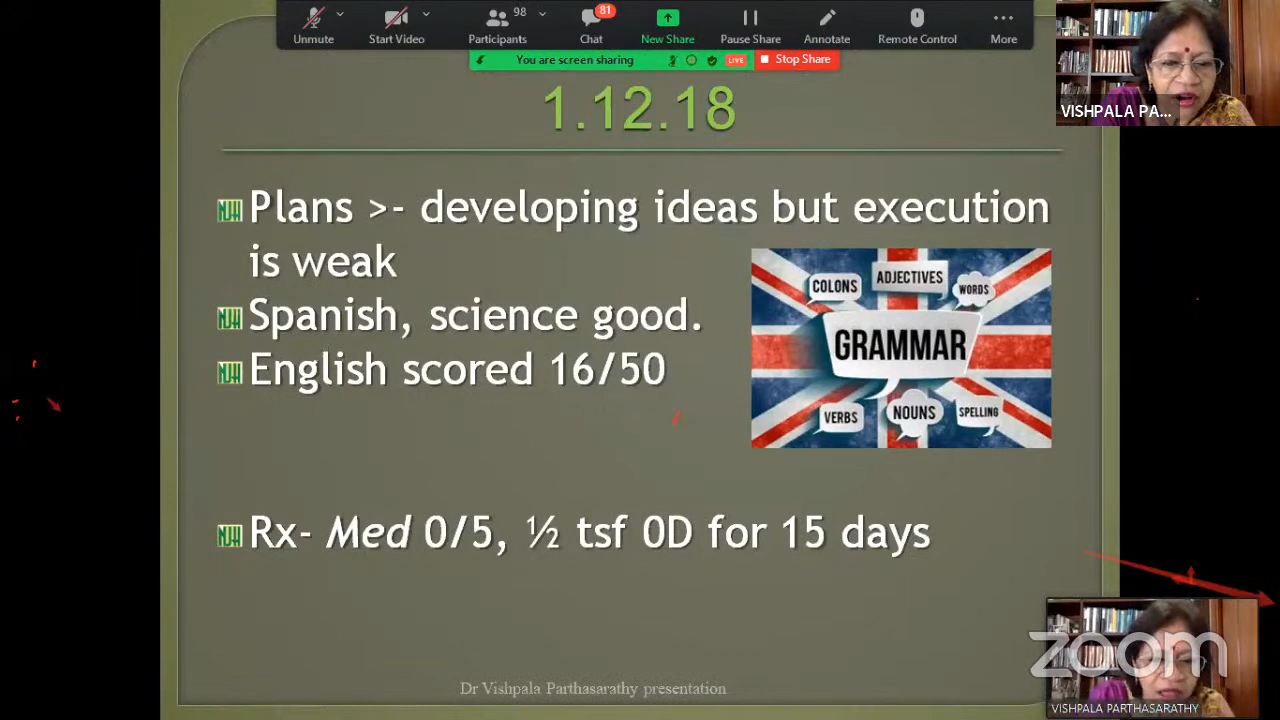 98
81
Unmute
Start Video
Participants
Chat
New Share
Pause Share
Annotate
Remote Control
More
You are screen sharing
LIVE
Stop Share
VISHPALA PA...
1.12.18
Plans >- developing ideas but execution
is weak
Spanish, science good.
English scored 16/50
COLONS
ADJECTIVES
WORDS
GRAMMAR
VERBS
NOUNS
SPELLING
Rx- Med 0/5, ½ tsf 0D for 15 days
zoom
Dr Vishpala Parthasarathy presentation
VISHPALA PARTHASARATHY